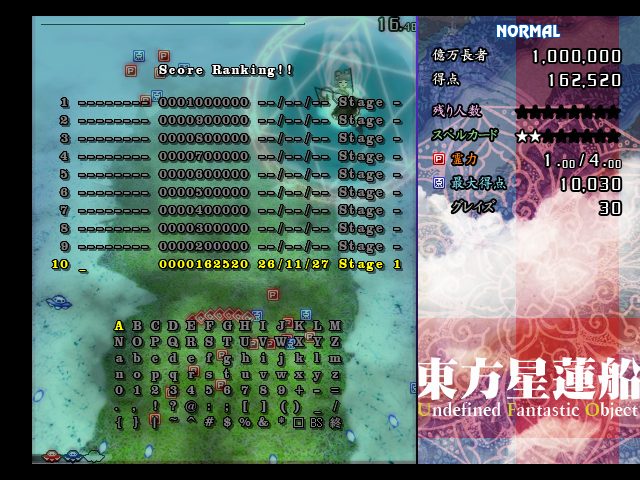 16.46
Score Ranking!!
1 -------- 0001000000 --/--/-- Stage -
2 -------- 0000900000 --/--/-- Stage -
3 -------- 0000800000 --/--/-- Stage -
4 -------- 0000700000 --/--/-- Stage -
5 -------- 0000600000 --/--/-- Stage -
6 -------- 0000500000 --/--/-- Stage -
7 -------- 0000400000 --/--/-- Stage -
8 -------- 0000300000 --/--/-- Stage -
9 -------- 0000200000 --/--/-- Stage -
10 _ 0000162520 26/11/27 Stage 1
A B C D E F G H I J K L M
N O P Q R S T U V W X Y Z
a b c d e f g h i j k l m
n o p q r s t u v w x y z
0 1 2 3 4 5 6 7 8 9 + - =
. , ! ? @ : ; [ ] ( ) _ /
{ } | ~ ^ # $ % & * □ BS 終
NORMAL
億万長者 1,000,000
得点 162,520
残り人数
スペルカード ★★
P 霊力 1.00/4.00
最大得点 10,030
グレイズ 30
東方星蓮船
Undefined Fantastic Object